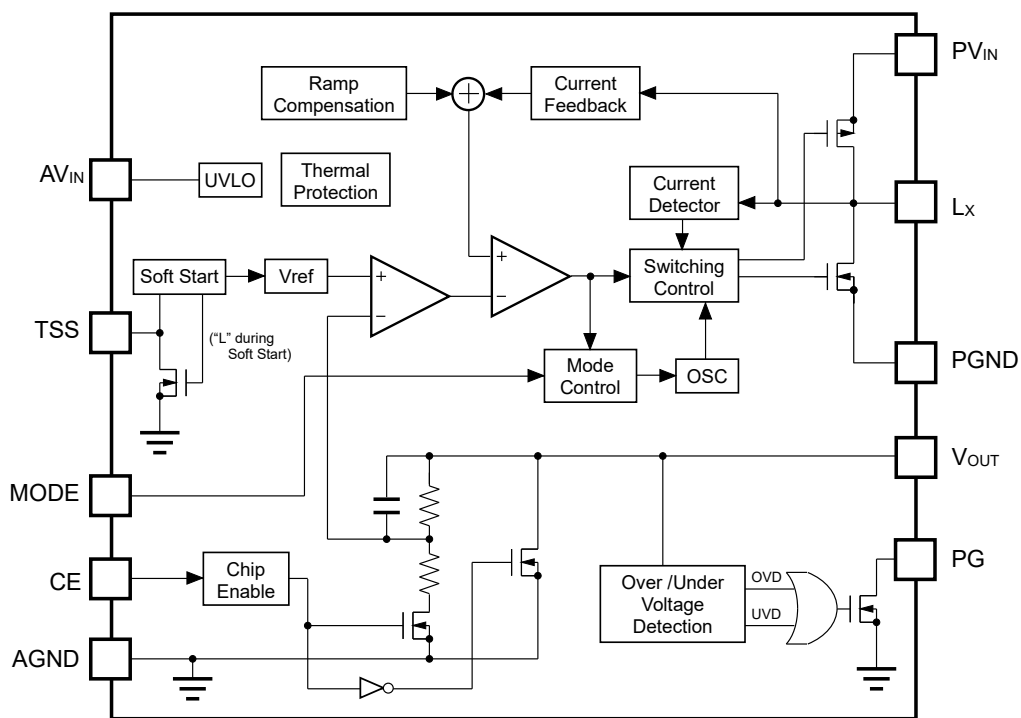 PVIN
Ramp
Compensation
+
Current
Feedback
AVIN
UVLO
Thermal
Protection
Current
Detector
LX
Soft Start
Vref
+
−
+
−
Switching
Control
TSS
("L" during
Soft Start)
Mode
Control
OSC
PGND
VOUT
MODE
CE
Chip
Enable
Over /Under
Voltage
Detection
OVD
UVD
PG
AGND